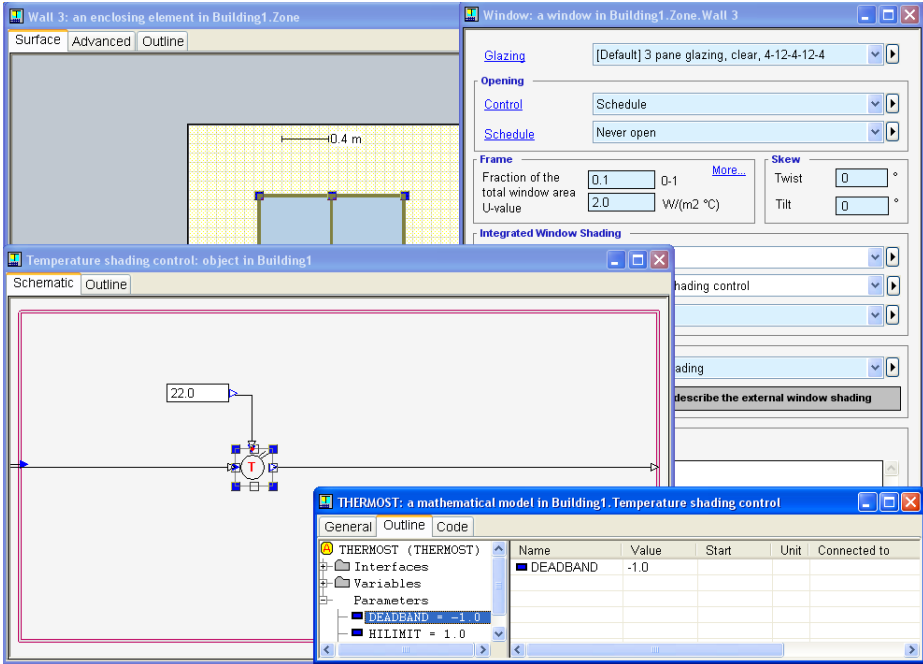 Wall 3: an enclosing element in Building1.Zone
Surface Advanced Outline
0.4 m
Window: a window in Building1.Zone.Wall 3
Glazing [Default] 3 pane glazing, clear, 4-12-4-12-4
Opening
Control Schedule
Schedule Never open
Frame
Fraction of the
total window area
0.1 0-1 More...
U-value 2.0 W/(m2 °C)
Skew
Twist 0 °
Tilt 0 °
Integrated Window Shading
hading control
ading
describe the external window shading
Temperature shading control: object in Building1
Schematic Outline
22.0
T
THERMOST: a mathematical model in Building1.Temperature shading control
General Outline Code
THERMOST (THERMOST)
Interfaces
Variables
Parameters
DEADBAND = -1.0
HILIMIT = 1.0
Name Value Start Unit Connected to
DEADBAND -1.0